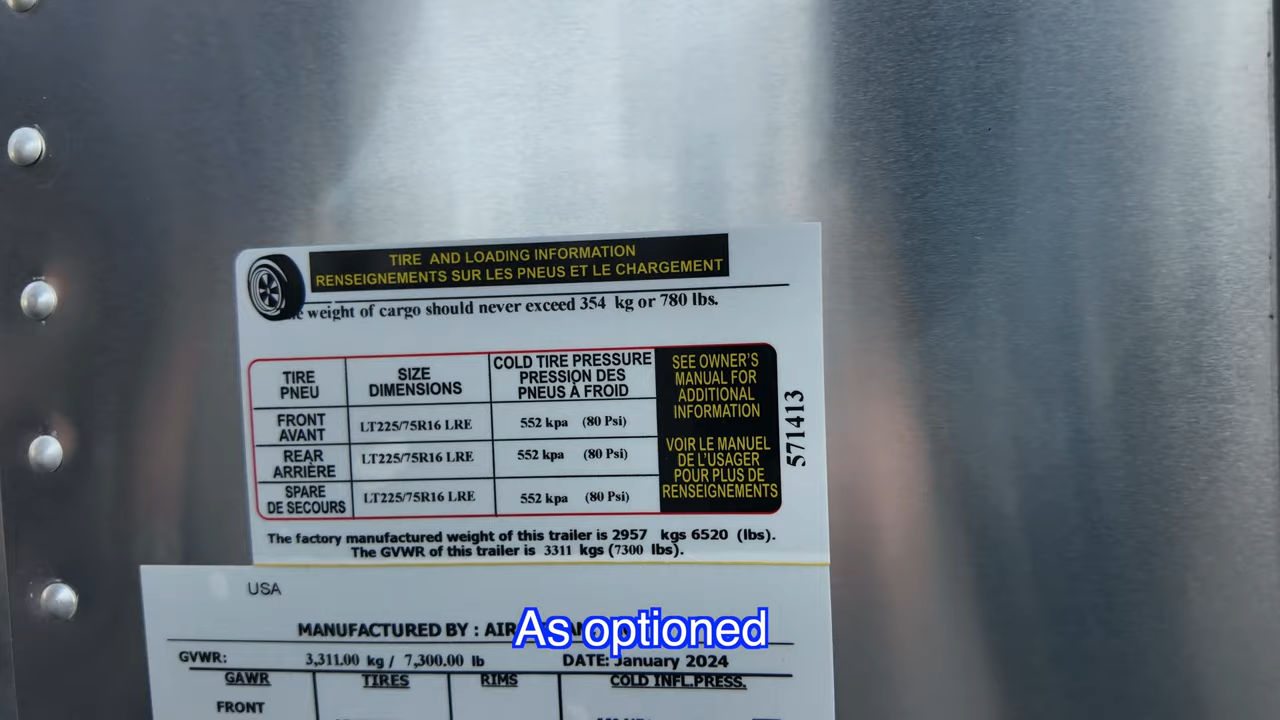 TIRE AND LOADING INFORMATION
RENSEIGNEMENTS SUR LES PNEUS ET LE CHARGEMENT
weight of cargo should never exceed 354 kg or 780 lbs.
TIRE
PNEU
SIZE
DIMENSIONS
COLD TIRE PRESSURE
PRESSION DES
PNEUS À FROID
FRONT
AVANT
LT225/75R16 LRE
552 kpa (80 Psi)
REAR
ARRIÈRE
LT225/75R16 LRE
552 kpa (80 Psi)
SPARE
DE SECOURS
LT225/75R16 LRE
552 kpa (80 Psi)
SEE OWNER'S
MANUAL FOR
ADDITIONAL
INFORMATION
VOIR LE MANUEL
DE L'USAGER
POUR PLUS DE
RENSEIGNEMENTS
571413
The factory manufactured weight of this trailer is 2957 kgs 6520 (lbs).
The GVWR of this trailer is 3311 kgs (7300 lbs).
USA
MANUFACTURED BY : AIR
As optioned
GVWR: 3,311.00 kg / 7,300.00 lb DATE: January 2024
GAWR TIRES RIMS COLD INFL.PRESS.
FRONT